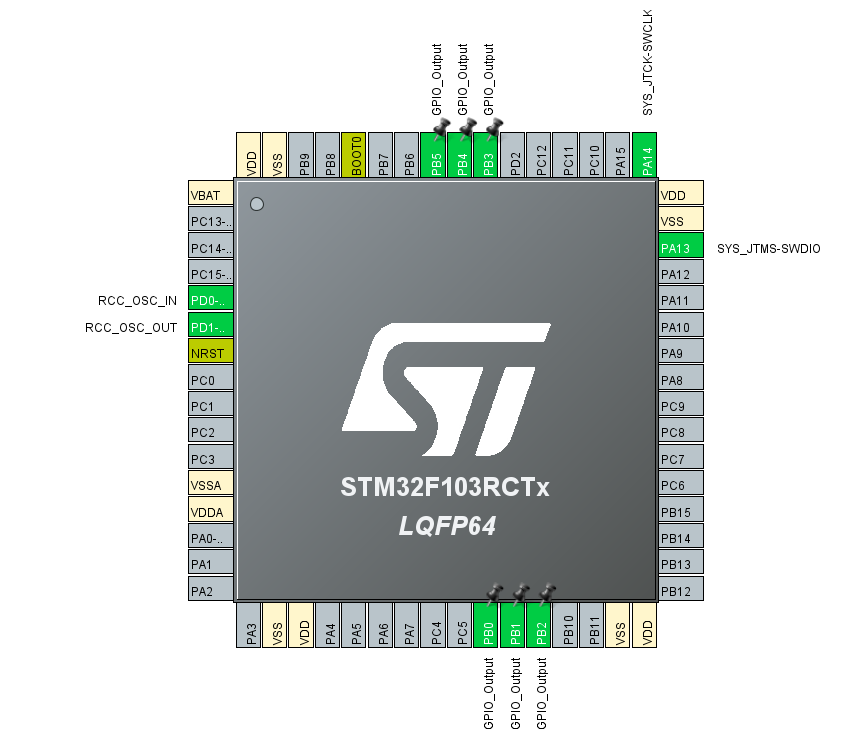 GPIO_Output
GPIO_Output
GPIO_Output
SYS_JTCK-SWCLK
VDD
VSS
PB9
PB8
BOOT0
PB7
PB6
PB5
PB4
PB3
PD2
PC12
PC11
PC10
PA15
PA14
VBAT
PC13-..
PC14-..
PC15-..
RCC_OSC_IN PD0-..
RCC_OSC_OUT PD1-..
NRST
PC0
PC1
PC2
PC3
VSSA
VDDA
PA0-..
PA1
PA2
VDD
VSS
PA13 SYS_JTMS-SWDIO
PA12
PA11
PA10
PA9
PA8
PC9
PC8
PC7
PC6
PB15
PB14
PB13
PB12
ST
STM32F103RCTx
LQFP64
PA3
VSS
VDD
PA4
PA5
PA6
PA7
PC4
PC5
PB0
PB1
PB2
PB10
PB11
VSS
VDD
GPIO_Output
GPIO_Output
GPIO_Output